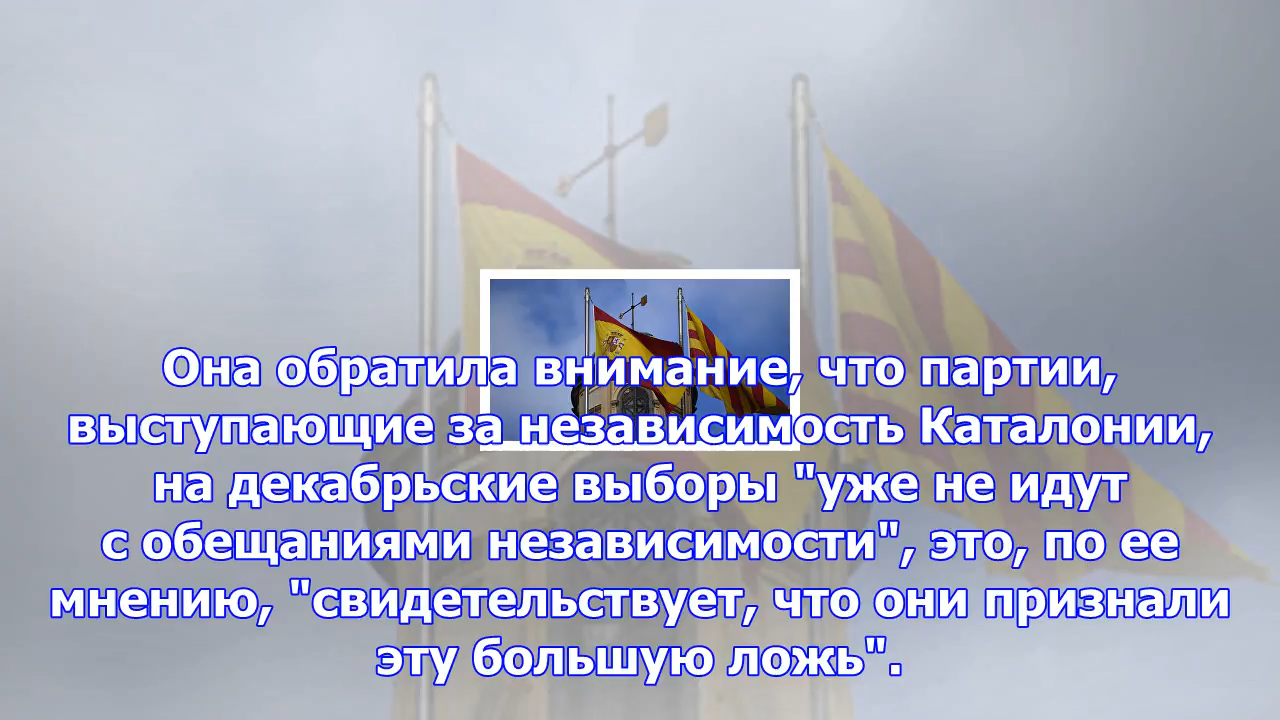 Она обратила внимание, что партии,
выступающие за независимость Каталонии,
на декабрьские выборы "уже не идут
с обещаниями независимости", это, по ее
мнению, "свидетельствует, что они признали
эту большую ложь".